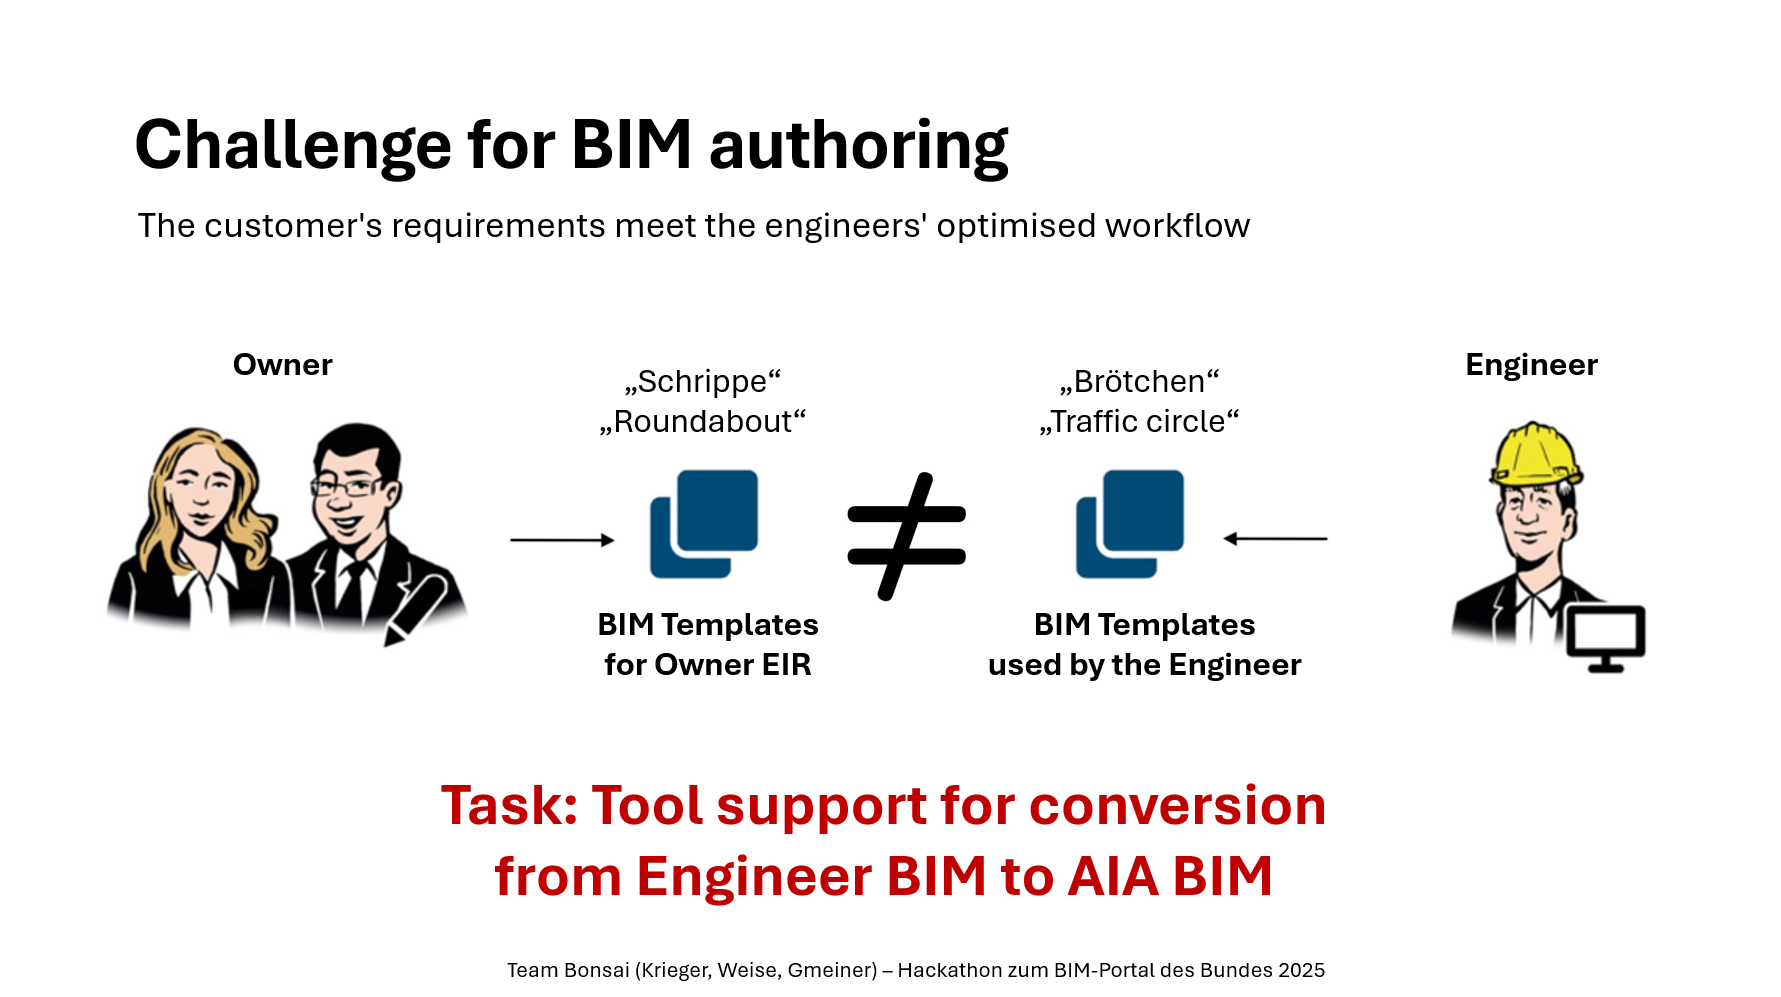 Challenge for BIM authoring
The customer's requirements meet the engineers' optimised workflow
Owner
„Schrippe“
„Roundabout“
BIM Templates
for Owner EIR
„Brötchen“
„Traffic circle“
BIM Templates
used by the Engineer
Engineer
Task: Tool support for conversion
from Engineer BIM to AIA BIM
Team Bonsai (Krieger, Weise, Gmeiner) – Hackathon zum BIM-Portal des Bundes 2025